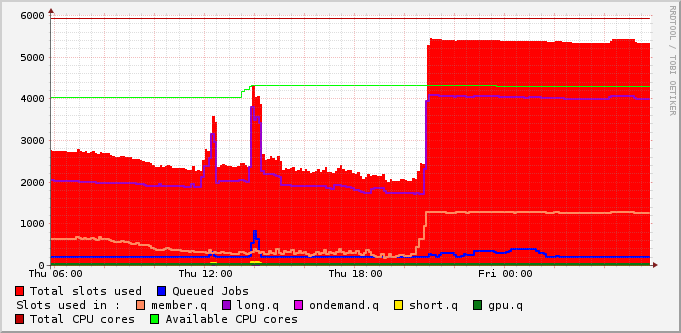 RRDTOOL / TOBI OETIKER
6000
5000
4000
3000
2000
1000
0
Thu 06:00 Thu 12:00 Thu 18:00 Fri 00:00
Total slots used Queued Jobs
Slots used in : member.q long.q ondemand.q short.q gpu.q
Total CPU cores Available CPU cores